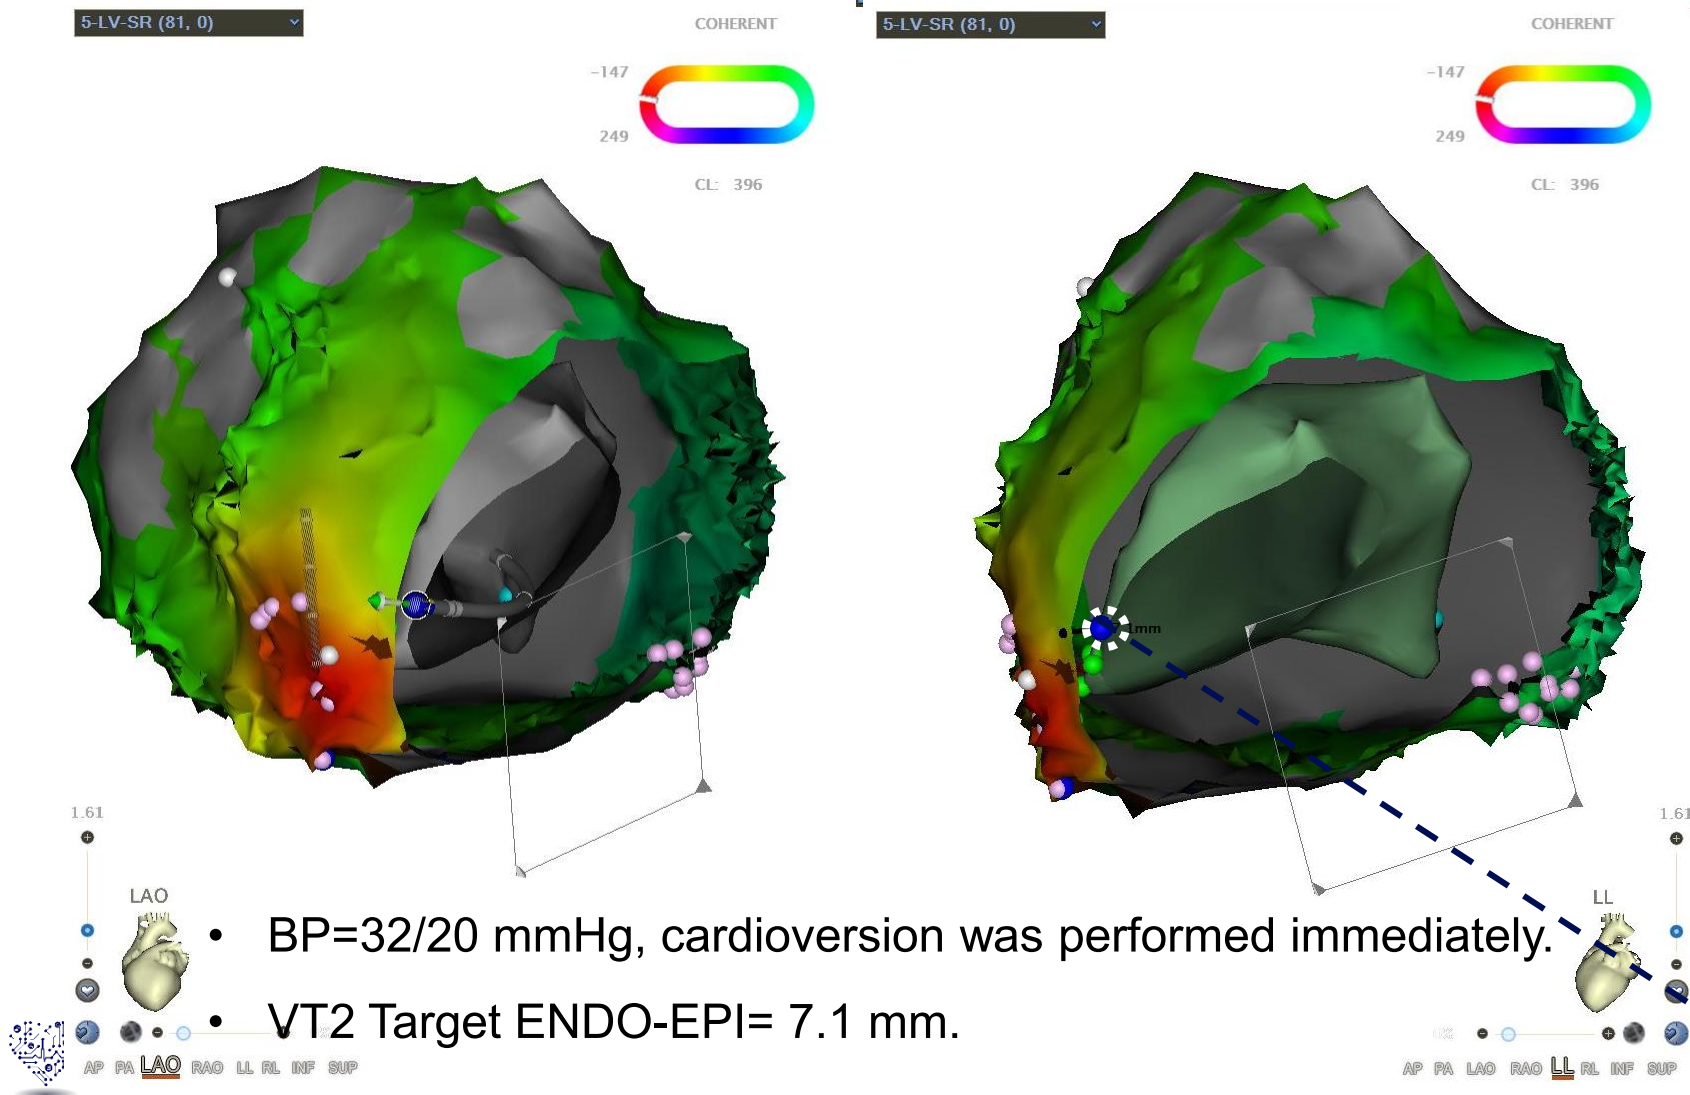 5-LV-SR (81, 0)
COHERENT
-147
249
CL: 396
5-LV-SR (81, 0)
COHERENT
-147
249
CL: 396
7.1mm
1.61
1.61
LAO
LL
• BP=32/20 mmHg, cardioversion was performed immediately.
• VT2 Target ENDO-EPI= 7.1 mm.
AP PA LAO RAO LL RL INF SUP
AP PA LAO RAO LL RL INF SUP